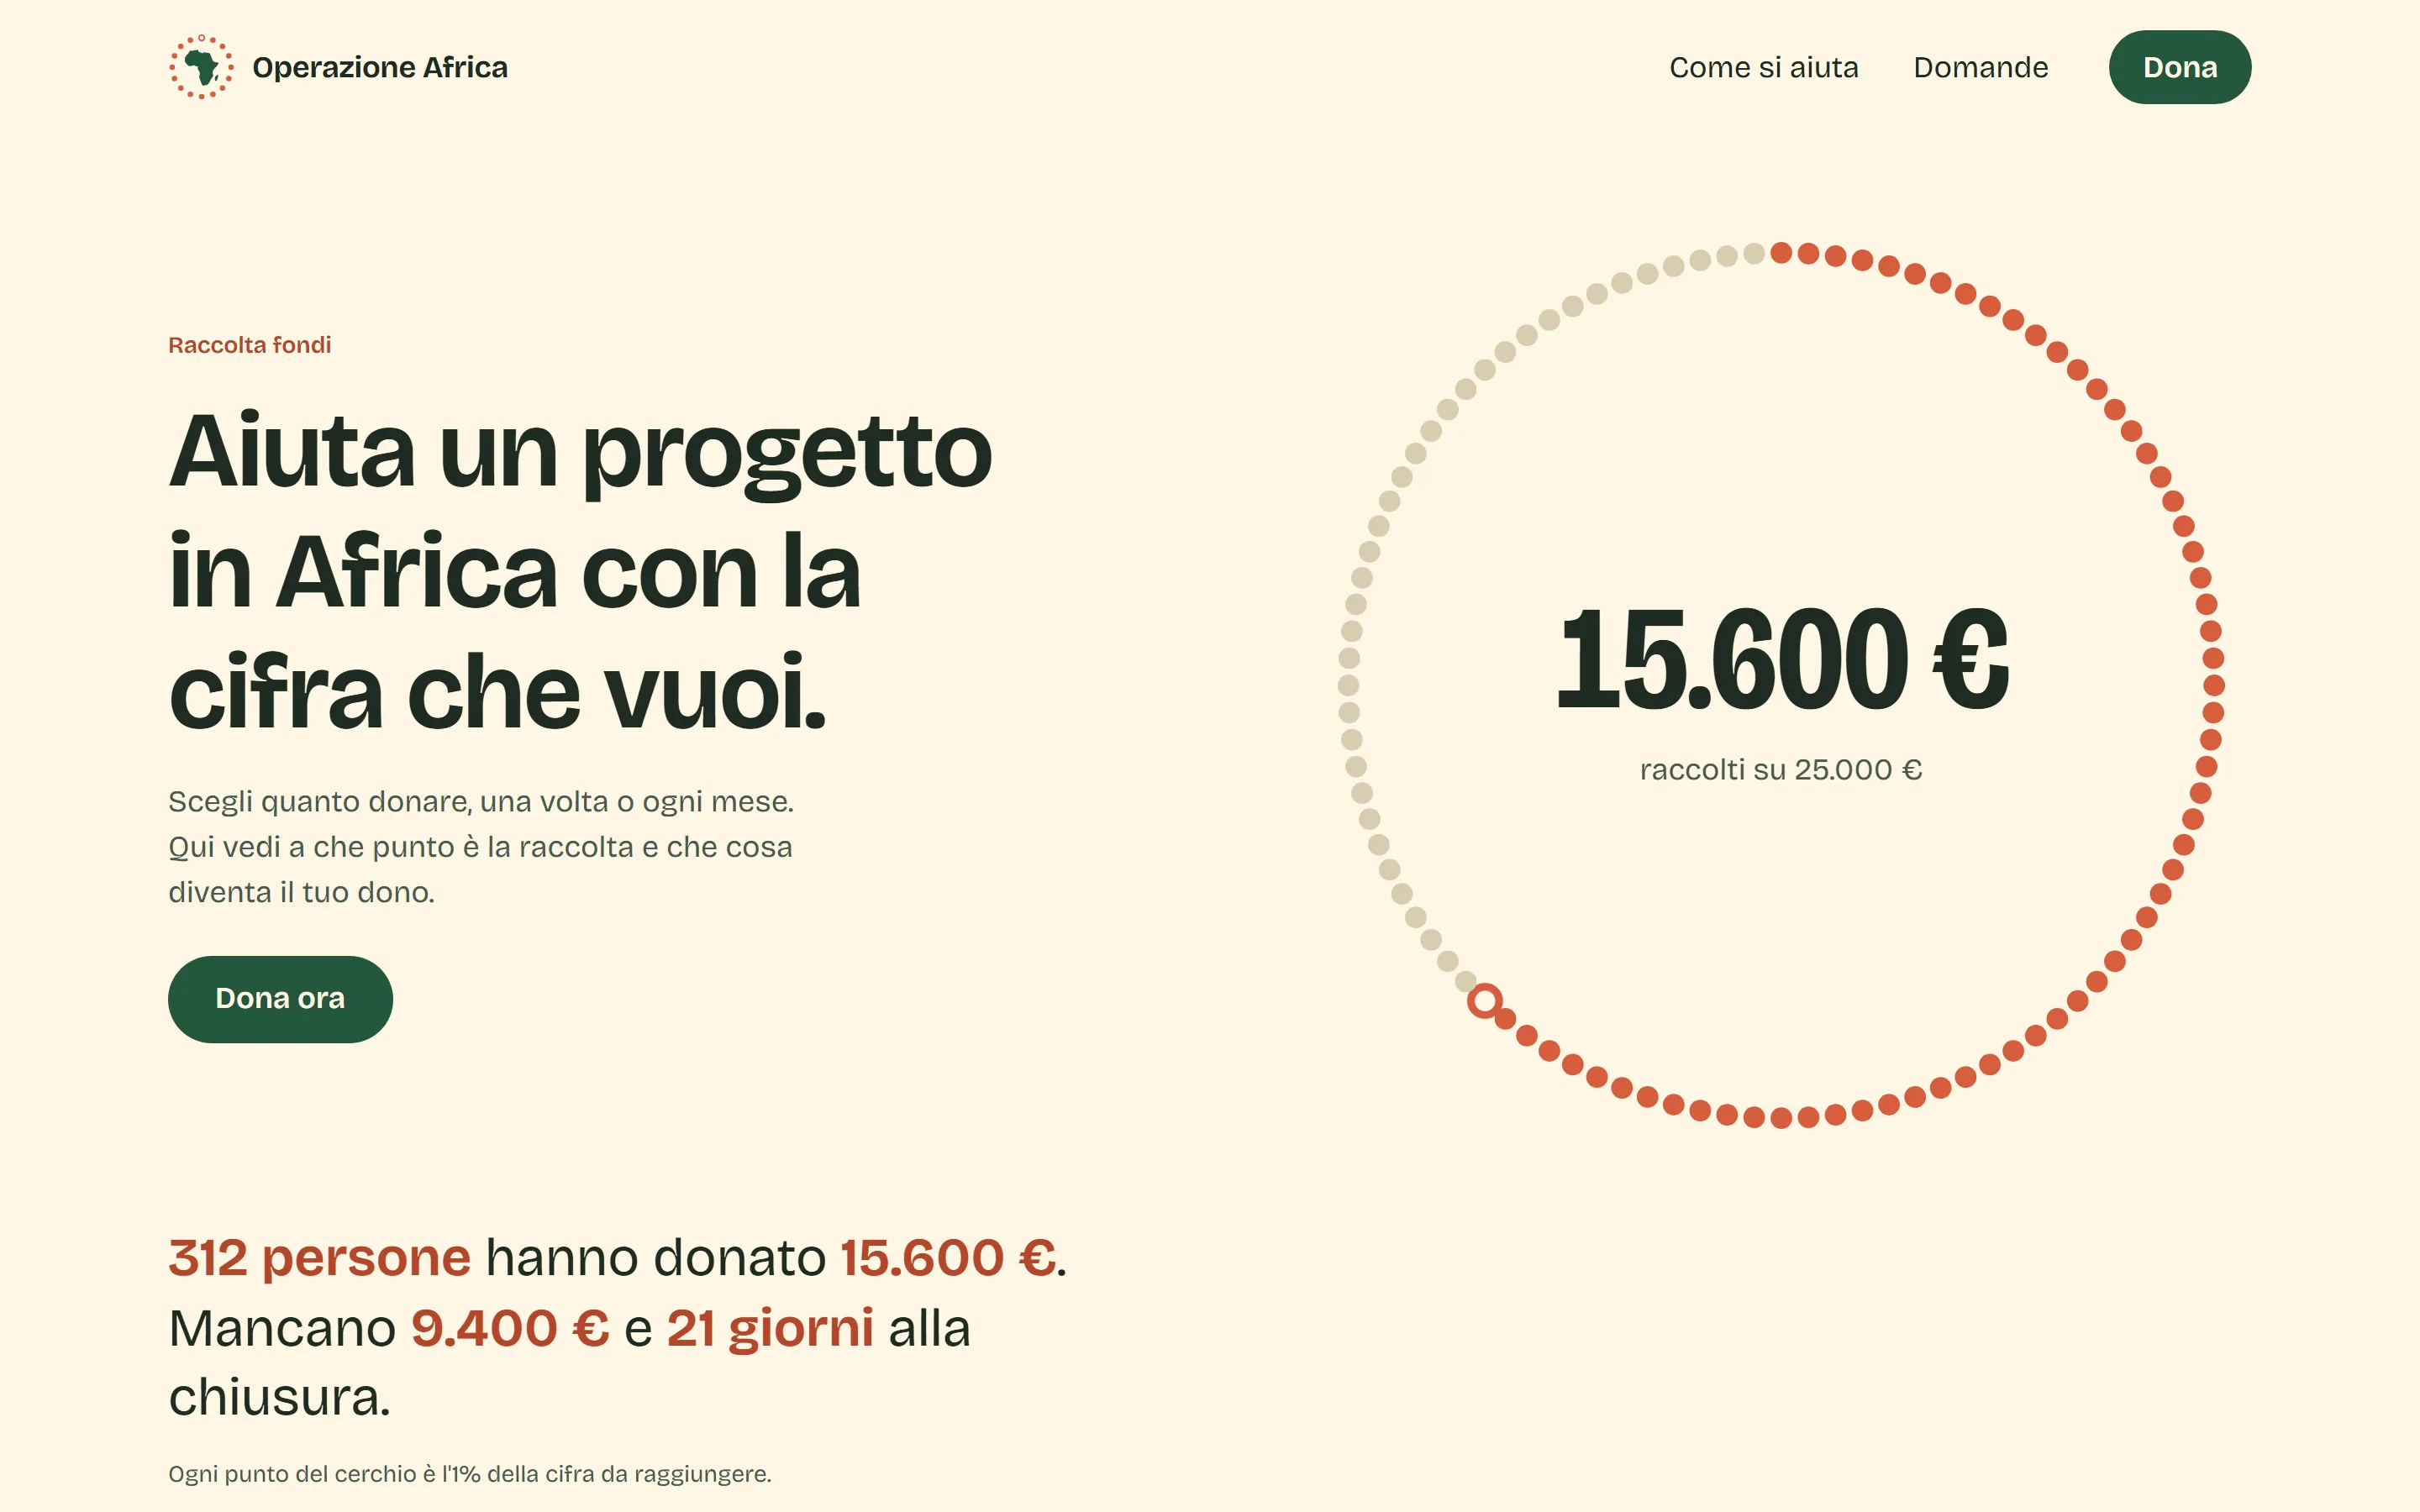 Operazione Africa
Come si aiuta
Domande
Dona
Raccolta fondi
Aiuta un progetto
in Africa con la
cifra che vuoi.
Scegli quanto donare, una volta o ogni mese.
Qui vedi a che punto è la raccolta e che cosa
diventa il tuo dono.
Dona ora
15.600 €
raccolti su 25.000 €
312 persone hanno donato 15.600 €.
Mancano 9.400 € e 21 giorni alla
chiusura.
Ogni punto del cerchio è l'1% della cifra da raggiungere.